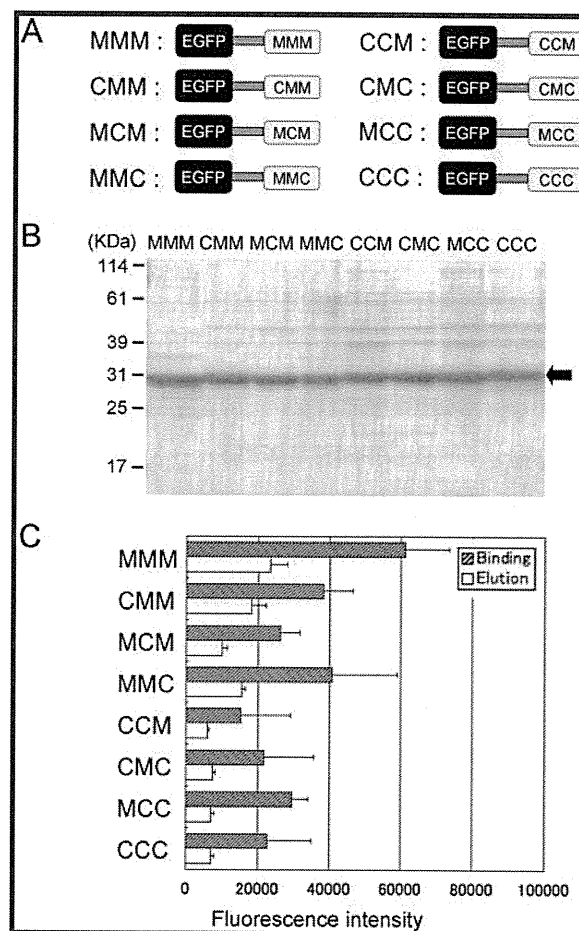 A
MMM : EGFP MMM CCM : EGFP CCM
CMM : EGFP CMM CMC : EGFP CMC
MCM : EGFP MCM MCC : EGFP MCC
MMC : EGFP MMC CCC : EGFP CCC
B
(KDa) MMM CMM MCM MMC CCM CMC MCC CCC
114
61
39
31
25
17
C
Binding
Elution
MMM
CMM
MCM
MMC
CCM
CMC
MCC
CCC
0 20000 40000 60000 80000 100000
Fluorescence intensity